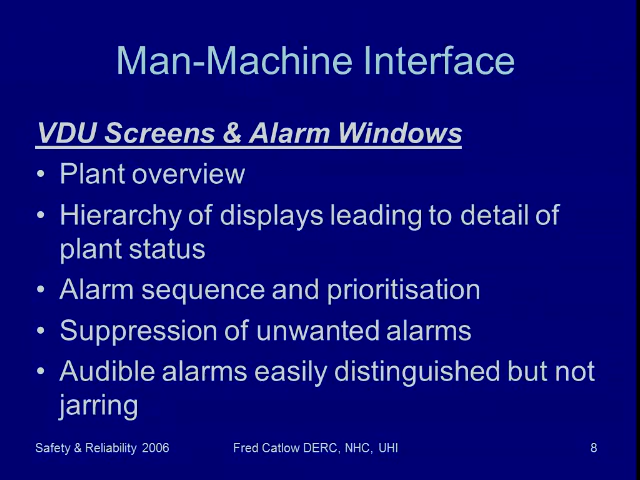 Man-Machine Interface
VDU Screens & Alarm Windows
• Plant overview
• Hierarchy of displays leading to detail of
plant status
• Alarm sequence and prioritisation
• Suppression of unwanted alarms
• Audible alarms easily distinguished but not
jarring
Safety & Reliability 2006 Fred Catlow DERC, NHC, UHI 8